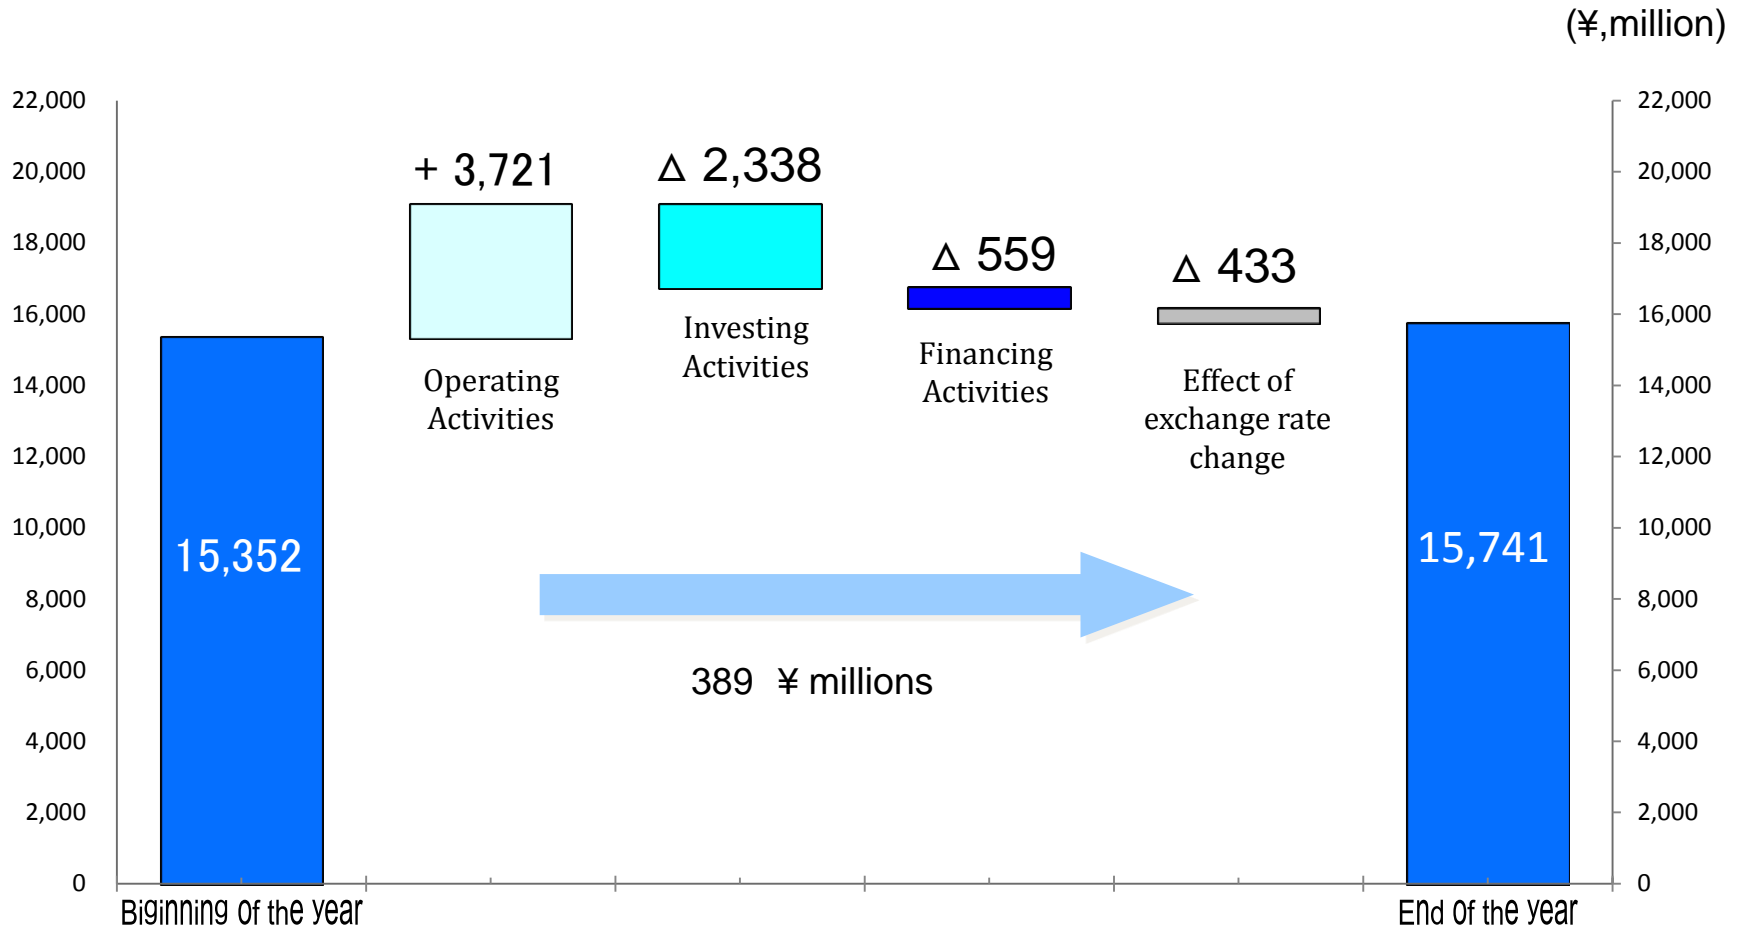 (¥,million)
22,000
20,000
18,000
16,000
14,000
12,000
10,000
8,000
6,000
4,000
2,000
0
+ 3,721
Δ 2,338
Δ 559
Δ 433
Operating
Activities
Investing
Activities
Financing
Activities
Effect of
exchange rate
change
15,352
15,741
389 ¥ millions
22,000
20,000
18,000
16,000
14,000
12,000
10,000
8,000
6,000
4,000
2,000
0
Biginning of the year
End of the year